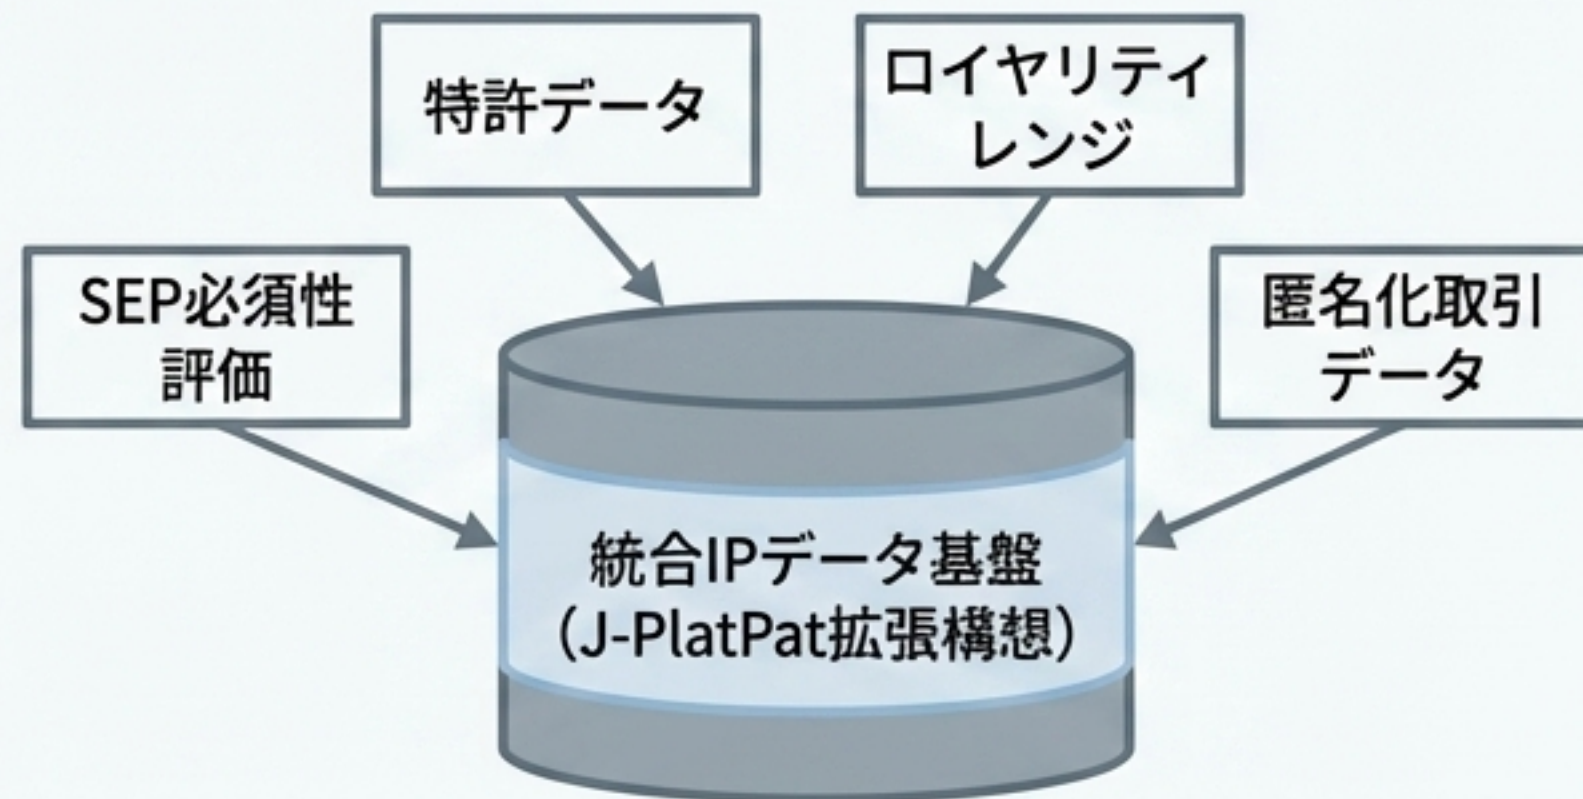 特許データ
ロイヤリティ
レンジ
SEP必須性
評価
匿名化取引
データ
統合IPデータ基盤
（J-PlatPat拡張構想）